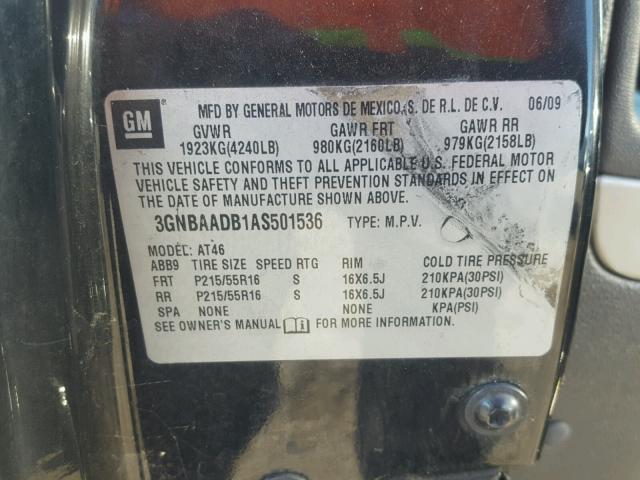 GM
MFD BY GENERAL MOTORS DE MEXICO, S. DE R.L. DE C.V. 06/09
GVWR GAWR FRT GAWR RR
1923KG(4240LB) 980KG(2160LB) 979KG(2158LB)
THIS VEHICLE CONFORMS TO ALL APPLICABLE U.S. FEDERAL MOTOR
VEHICLE SAFETY AND THEFT PREVENTION STANDARDS IN EFFECT ON
THE DATE OF MANUFACTURE SHOWN ABOVE.
3GNBAADB1AS501536 TYPE: M.P.V.
MODEL: AT46
ABB9 TIRE SIZE SPEED RTG RIM COLD TIRE PRESSURE
FRT P215/55R16 S 16X6.5J 210KPA(30PSI)
RR P215/55R16 S 16X6.5J 210KPA(30PSI)
SPA NONE NONE KPA(PSI)
SEE OWNER'S MANUAL FOR MORE INFORMATION.